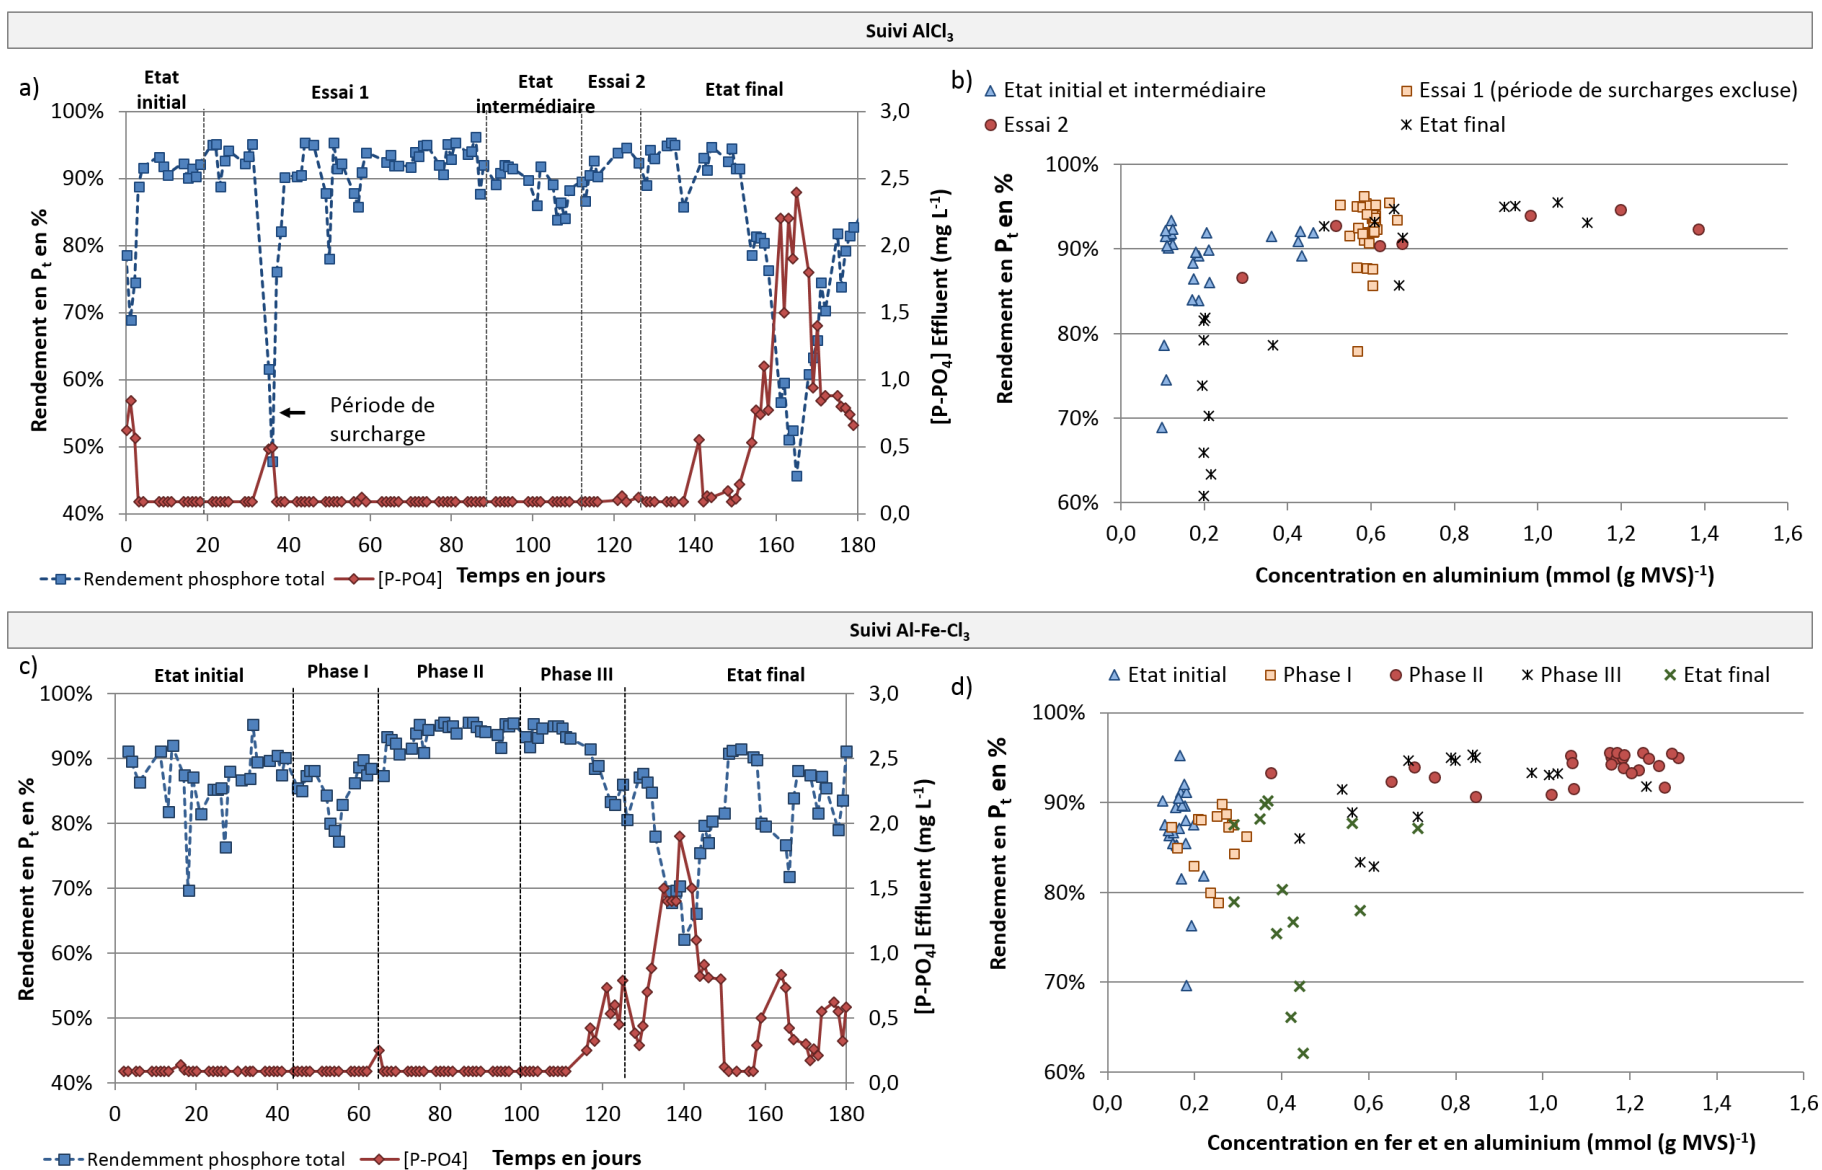 Suivi AlCl3
a)
Etat initial
Essai 1
Etat intermédiaire
Essai 2
Etat final
100%
90%
80%
70%
60%
50%
40%
Rendement en Pt en %
3,0
2,5
2,0
1,5
1,0
0,5
0,0
[P-PO4] Effluent (mg L-1)
Période de surcharge
0 20 40 60 80 100 120 140 160 180
Rendement phosphore total
[P-PO4]
Temps en jours
b)
Etat initial et intermédiaire
Essai 1 (période de surcharges excluse)
Essai 2
Etat final
100%
90%
80%
70%
60%
Rendement en Pt en %
0,0 0,2 0,4 0,6 0,8 1,0 1,2 1,4 1,6
Concentration en aluminium (mmol (g MVS)-1)
Suivi Al-Fe-Cl3
c)
Etat initial
Phase I
Phase II
Phase III
Etat final
100%
90%
80%
70%
60%
50%
40%
Rendement en Pt en %
3,0
2,5
2,0
1,5
1,0
0,5
0,0
[P-PO4] Effluent (mg L-1)
0 20 40 60 80 100 120 140 160 180
Rendemment phosphore total
[P-PO4]
Temps en jours
d)
Etat initial
Phase I
Phase II
Phase III
Etat final
100%
90%
80%
70%
60%
Rendement en Pt en %
0,0 0,2 0,4 0,6 0,8 1,0 1,2 1,4 1,6
Concentration en fer et en aluminium (mmol (g MVS)-1)